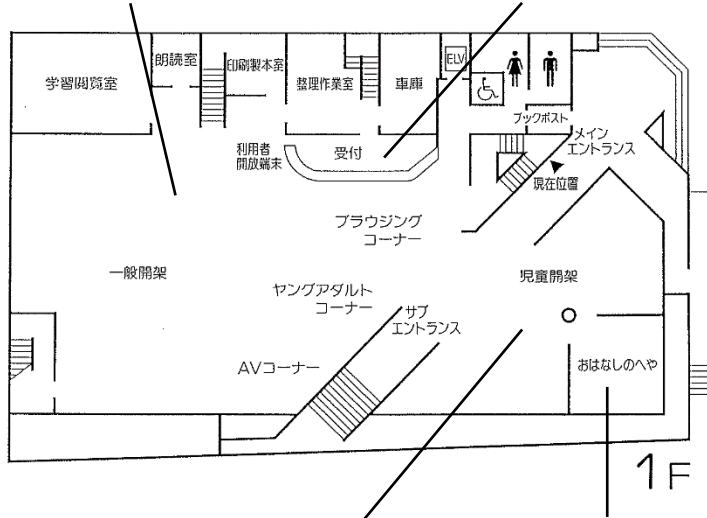 学習閲覧室
朗読室
印刷製本室
整理作業室
車庫
ELV
ブックポスト
メイン
エントランス
利用者
開放端末
受付
現在位置
ブラウジング
コーナー
一般開架
ヤングアダルト
コーナー
児童開架
サブ
エントランス
AVコーナー
おはなしのへや
1F